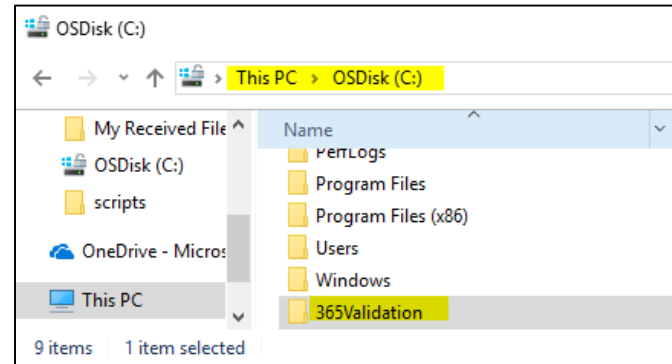 OSDisk (C:)
This PC > OSDisk (C:)
My Received File
OSDisk (C:)
scripts
OneDrive - Micros
This PC
Name
PerfLogs
Program Files
Program Files (x86)
Users
Windows
365Validation
9 items 1 item selected